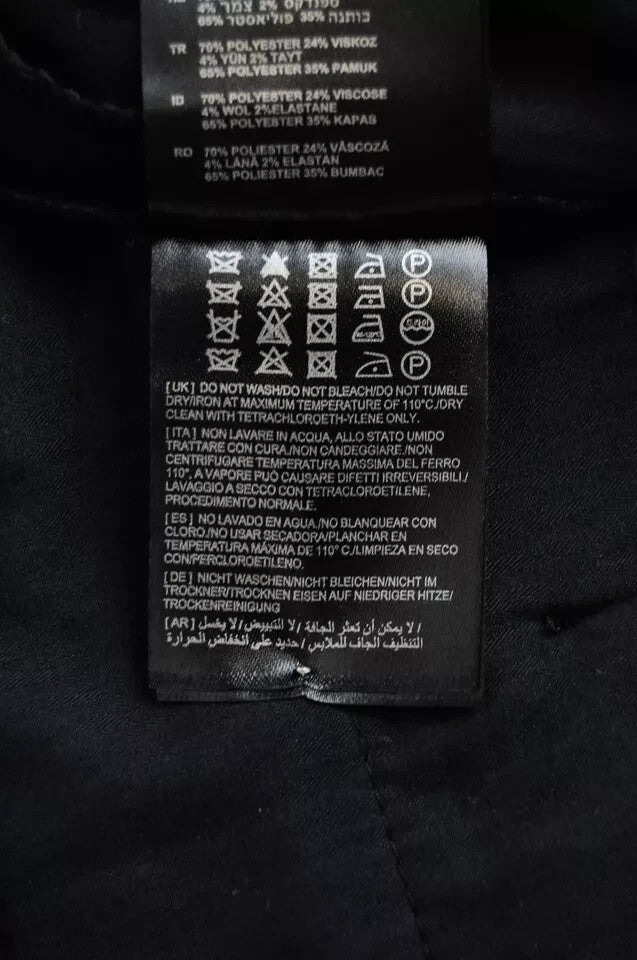 ספנדקס 2% צמר 4%
כותנה 35% פוליאסטר 65%
TR 70% POLYESTER 24% VISKOZ
4% YÜN 2% TAYT
65% POLYESTER 35% PAMUK
ID 70% POLYESTER 24% VISCOSE
4% WOL 2%ELASTANE
65% POLYESTER 35% KAPAS
RO 70% POLIESTER 24% VÂSCOZĂ
4% LÂNĂ 2% ELASTAN
65% POLIESTER 35% BUMBAC
P
P
P
[UK] DO NOT WASH/DO NOT BLEACH/DO NOT TUMBLE
DRY/IRON AT MAXIMUM TEMPERATURE OF 110°C./DRY
CLEAN WITH TETRACHLOROETH-YLENE ONLY.
[ITA] NON LAVARE IN ACQUA, ALLO STATO UMIDO
TRATTARE CON CURA./NON CANDEGGIARE./NON
CENTRIFUGARE TEMPERATURA MASSIMA DEL FERRO
110°, A VAPORE PUÒ CAUSARE DIFETTI IRREVERSIBILI./
LAVAGGIO A SECCO CON TETRACLOROETILENE,
PROCEDIMENTO NORMALE.
[ES] NO LAVADO EN AGUA./NO BLANQUEAR CON
CLORO./NO USAR SECADORA/PLANCHAR EN
TEMPERATURA MÁXIMA DE 110° C./LIMPIEZA EN SECO
CON/PERCLOROETILENO.
[DE] NICHT WASCHEN/NICHT BLEICHEN/NICHT IM
TROCKNER/TROCKNEN EISEN AUF NIEDRIGER HITZE/
TROCKENREINIGUNG
[AR] لا يمكن أن تعثر الجافة / لا التبييض / لا يغسل /
التنظيف الجاف للملابس / حديد على انخفاض الحرارة